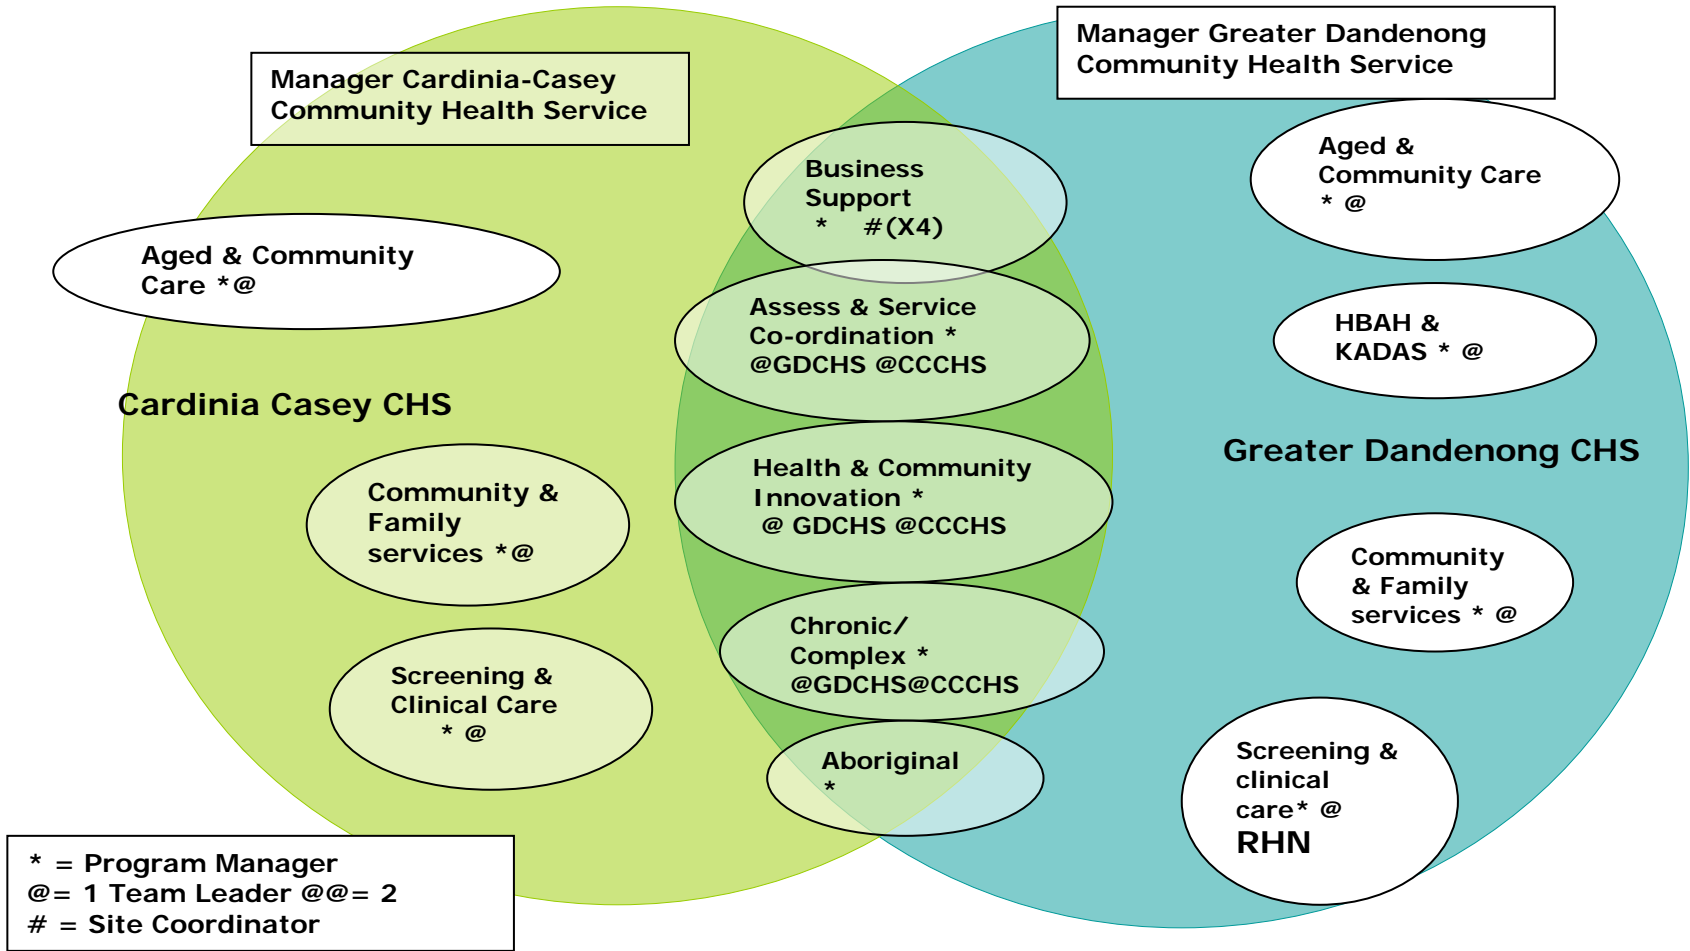 Manager Cardinia-Casey
Community Health Service
Manager Greater Dandenong
Community Health Service
Aged & Community
Care *@
Cardinia Casey CHS
Community &
Family
services *@
Screening &
Clinical Care
* @
Business
Support
* #(X4)
Assess & Service
Co-ordination *
@GDCHS @CCCHS
Health & Community
Innovation *
@ GDCHS @CCCHS
Chronic/
Complex *
@GDCHS@CCCHS
Aboriginal
*
Aged &
Community Care
* @
HBAH &
KADAS * @
Greater Dandenong CHS
Community
& Family
services * @
Screening &
clinical
care* @
RHN
* = Program Manager
@= 1 Team Leader @@= 2
# = Site Coordinator